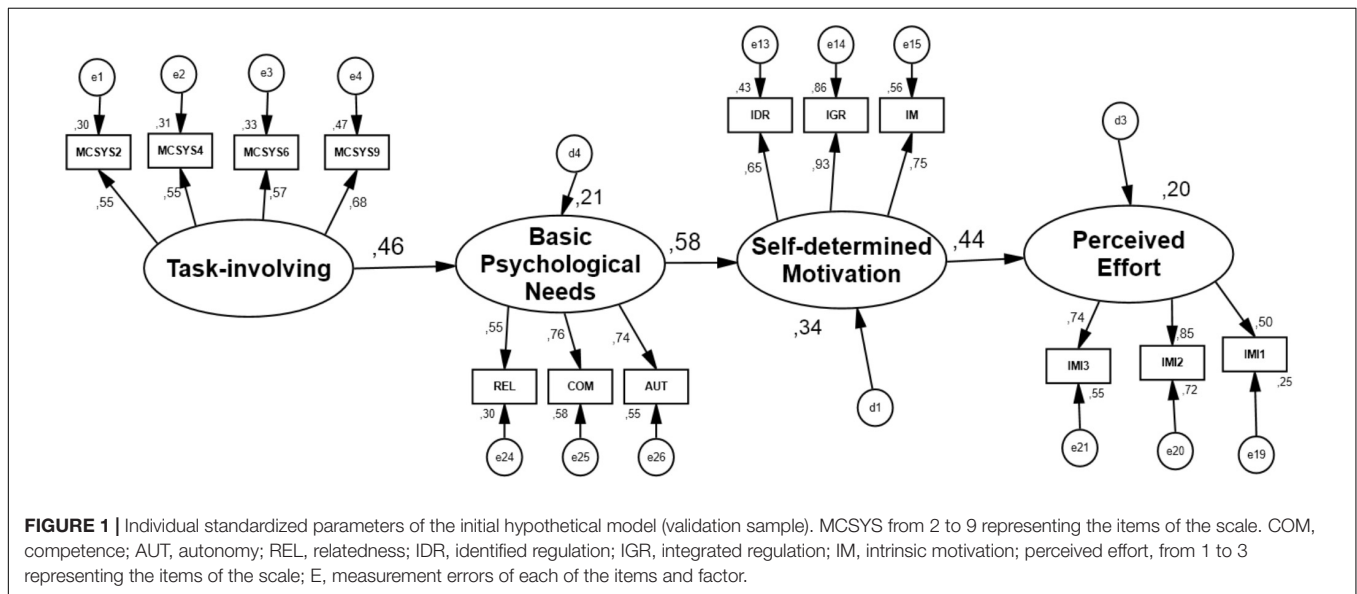 e1
e2
e3
e4
,30
,31
,33
,47
MCSYS2
MCSYS4
MCSYS6
MCSYS9
,55
,55
,57
,68
Task-involving
,46
d4
,21
Basic
Psychological
Needs
,55
,76
,74
REL
COM
AUT
,30
,58
,55
e24
e25
e26
,58
e13
e14
e15
,43
,86
,56
IDR
IGR
IM
,65
,93
,75
Self-determined
Motivation
,34
d1
,44
d3
,20
Perceived
Effort
,74
,85
,50
IMI3
IMI2
IMI1
,55
,72
,25
e21
e20
e19
FIGURE 1 | Individual standardized parameters of the initial hypothetical model (validation sample). MCSYS from 2 to 9 representing the items of the scale. COM,
competence; AUT, autonomy; REL, relatedness; IDR, identified regulation; IGR, integrated regulation; IM, intrinsic motivation; perceived effort, from 1 to 3
representing the items of the scale; E, measurement errors of each of the items and factor.